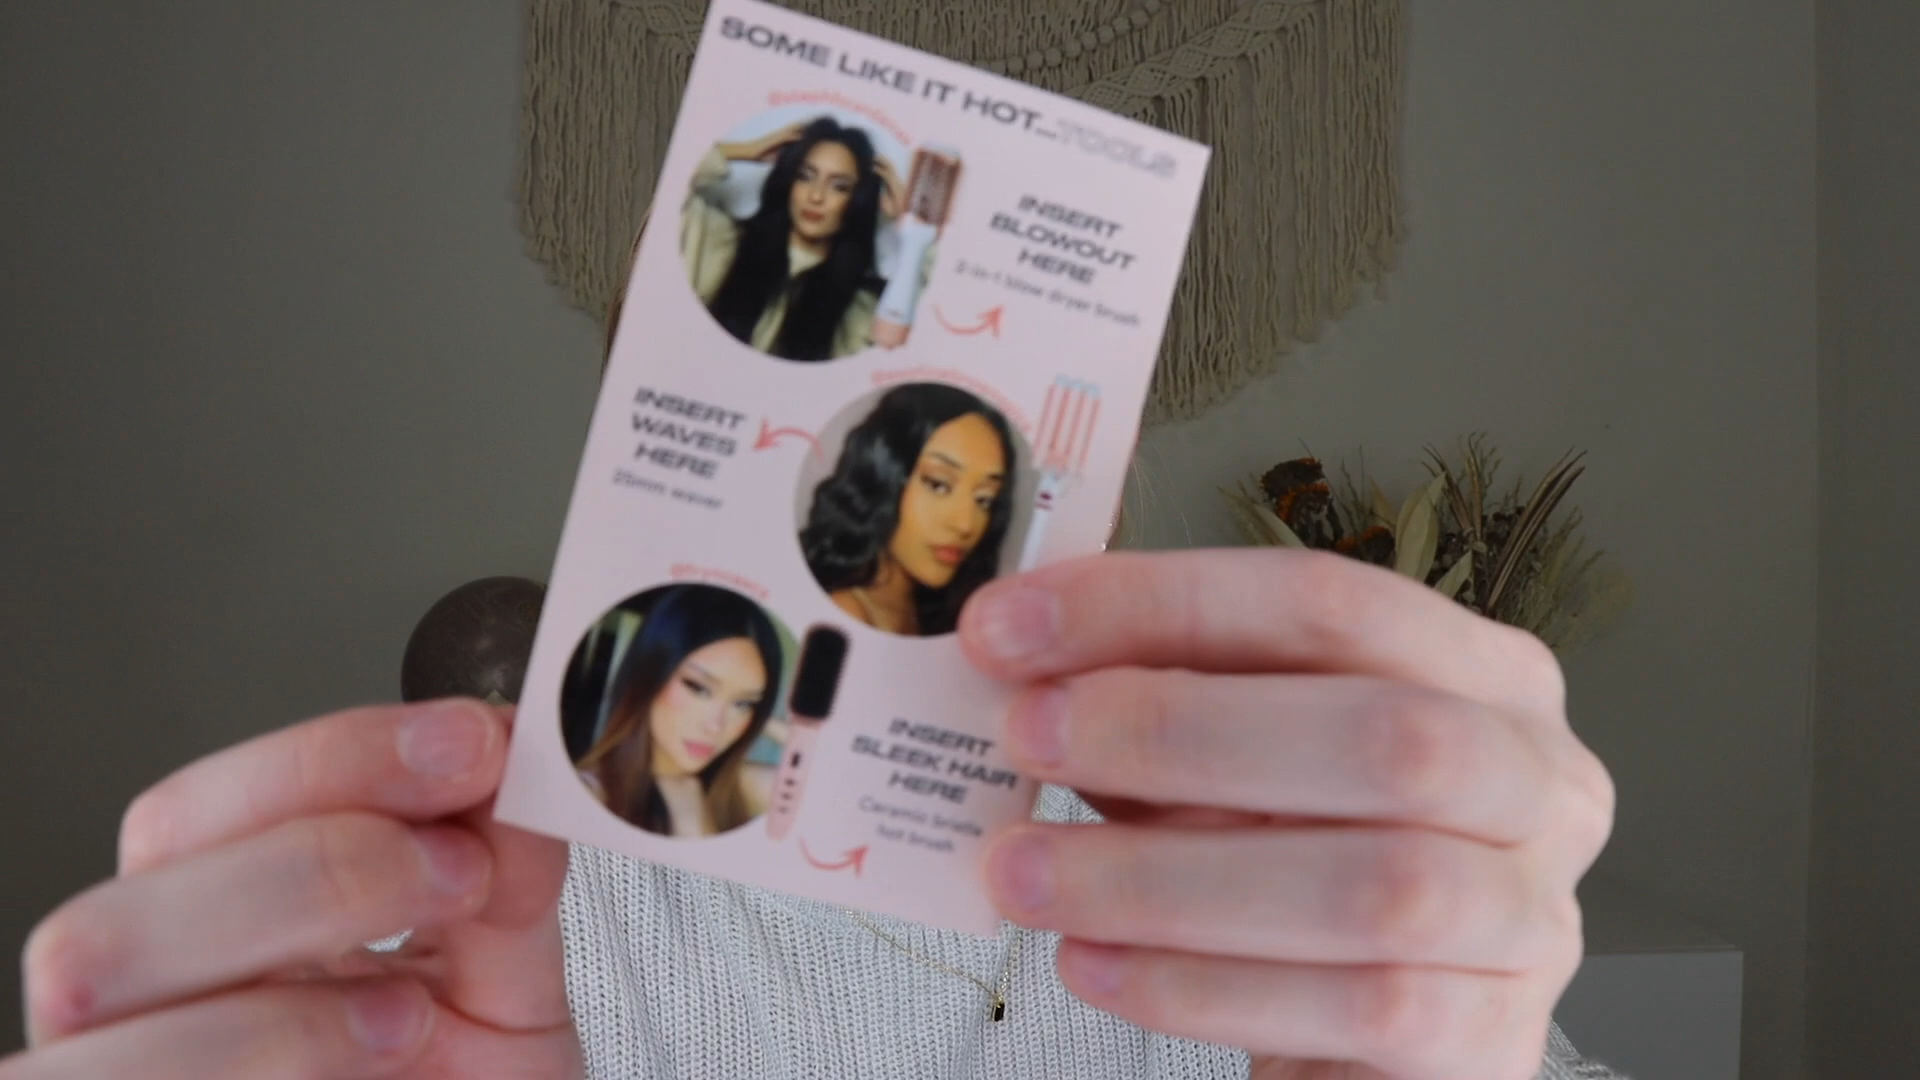 SOME LIKE IT HOT...TOOLS
INSERT
BLOWOUT
HERE
2-in-1 blow dryer brush
INSERT
WAVES
HERE
25mm waver
INSERT
SLEEK HAIR
HERE
Ceramic bristle
hot brush